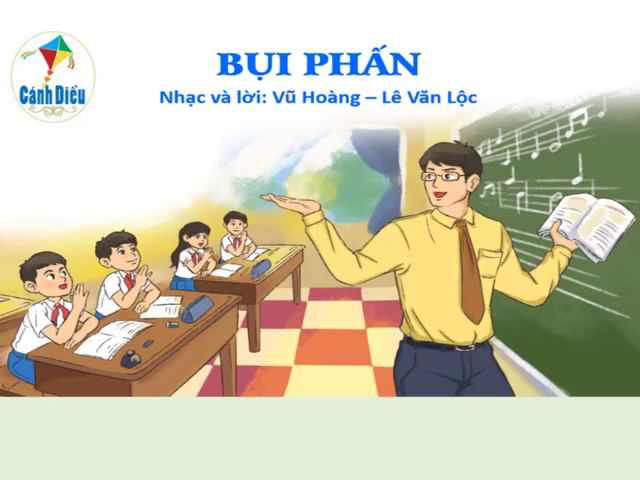 Cánh Diều
BỤI PHẤN
Nhạc và lời: Vũ Hoàng – Lê Văn Lộc